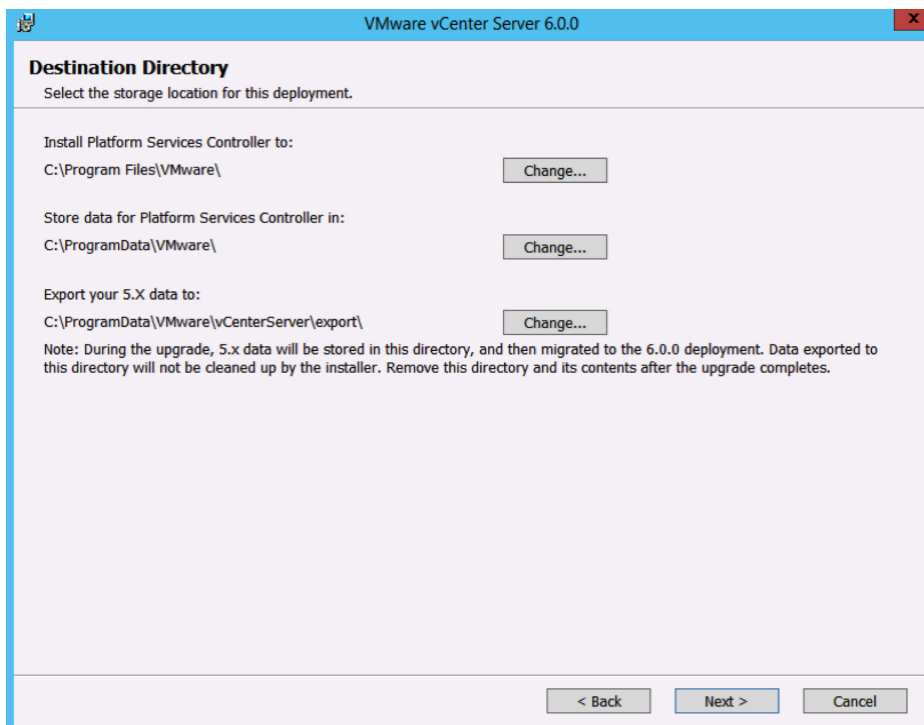 VMware vCenter Server 6.0.0
x
Destination Directory
Select the storage location for this deployment.
Install Platform Services Controller to:
C:\Program Files\VMware\
Change...
Store data for Platform Services Controller in:
C:\ProgramData\VMware\
Change...
Export your 5.X data to:
C:\ProgramData\VMware\vCenterServer\export\
Change...
Note: During the upgrade, 5.x data will be stored in this directory, and then migrated to the 6.0.0 deployment. Data exported to
this directory will not be cleaned up by the installer. Remove this directory and its contents after the upgrade completes.
< Back
Next >
Cancel